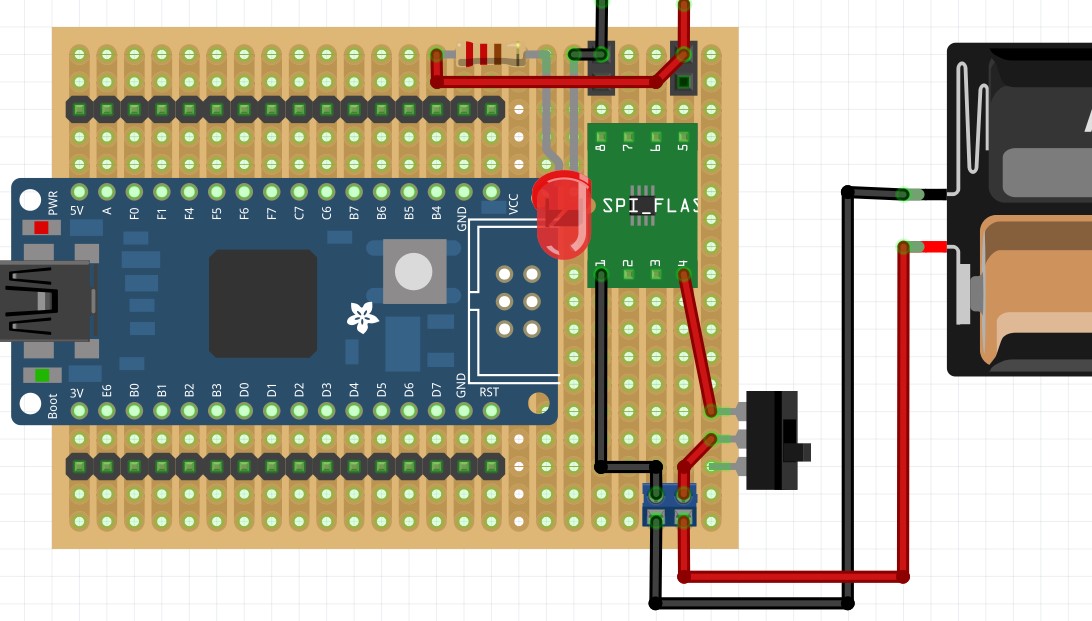 PWR
5V A F0 F1 F4 F5 F6 F7 C7 C6 B7 B6 B5 B4 GND VCC
8 7 6 5
SPI_FLAS
1 2 3 4
Boot
3V E6 B0 B1 B2 B3 D0 D1 D2 D3 D4 D5 D6 D7 GND RST